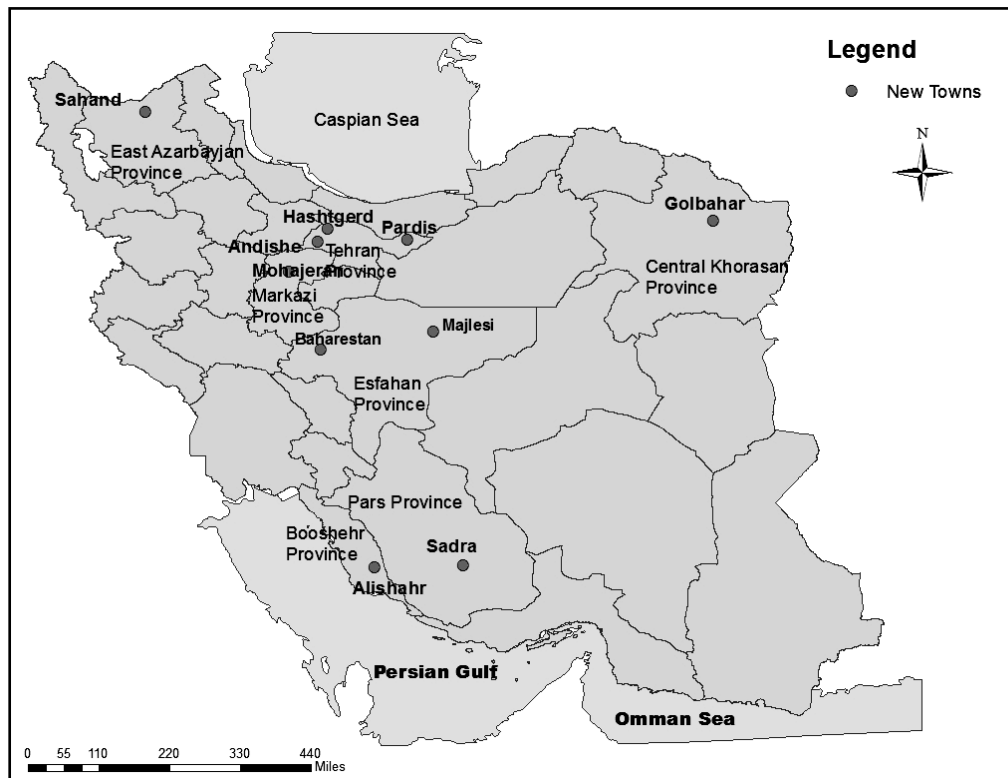 Legend
New Towns
N
Caspian Sea
Sahand
East Azarbayjan
Province
Hashtgerd
Pardis
Golbahar
Andishe
Tehran
Province
Mohajeran
Central Khorasan
Province
Markazi
Province
Baharestan
Majlesi
Esfahan
Province
Pars Province
Booshehr
Province
Sadra
Alishahr
Persian Gulf
Omman Sea
0 55 110 220 330 440
Miles